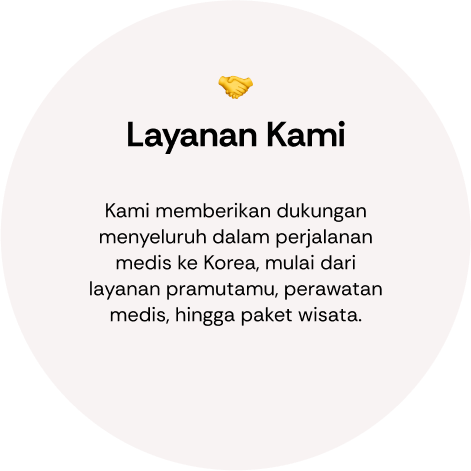 Layanan Kami
Kami memberikan dukungan
menyeluruh dalam perjalanan
medis ke Korea, mulai dari
layanan pramutamu, perawatan
medis, hingga paket wisata.